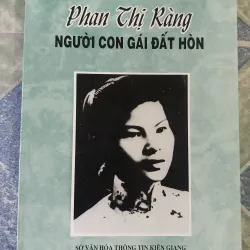 Phan Thị Ràng
NGƯỜI CON GÁI ĐẤT HÒN
SỞ VĂN HÓA THÔNG TIN KIÊN GIANG